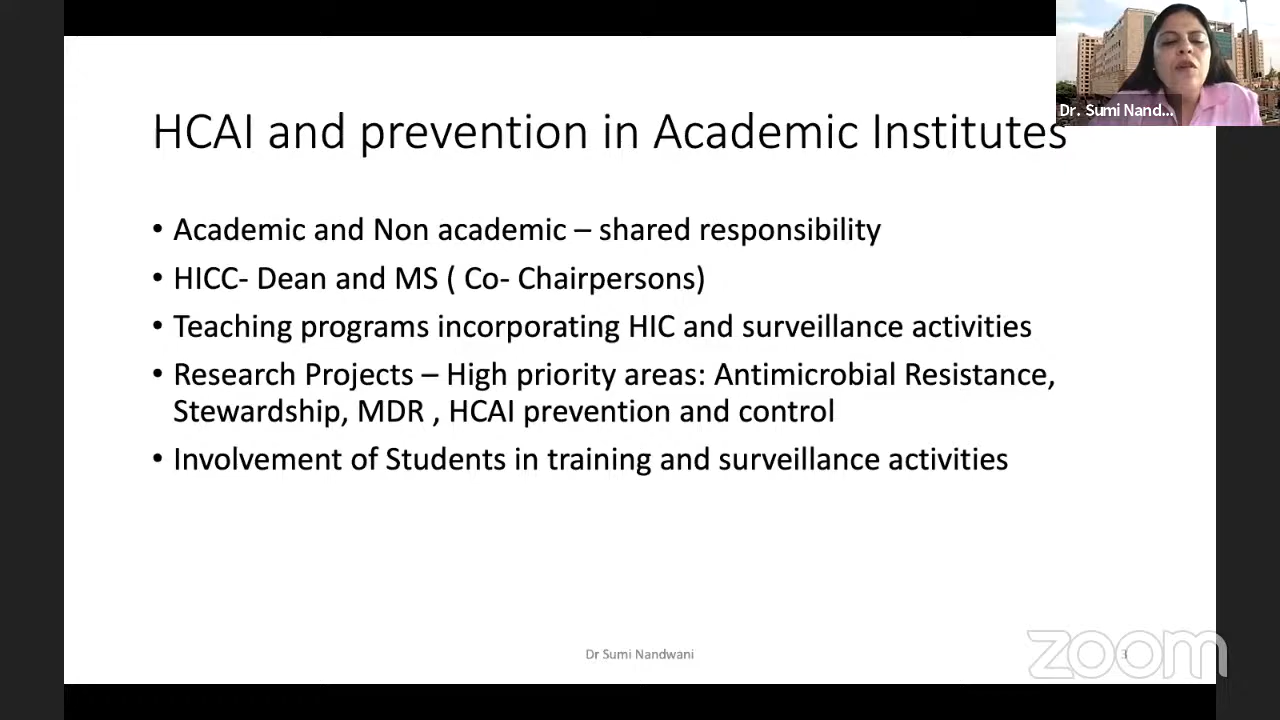 Dr. Sumi Nand...
HCAI and prevention in Academic Institutes
• Academic and Non academic – shared responsibility
• HICC- Dean and MS ( Co- Chairpersons)
• Teaching programs incorporating HIC and surveillance activities
• Research Projects – High priority areas: Antimicrobial Resistance,
Stewardship, MDR , HCAI prevention and control
• Involvement of Students in training and surveillance activities
Dr Sumi Nandwani
3
zoom